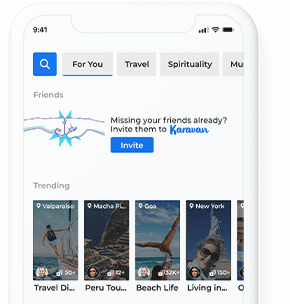 9:41
For You Travel Spirituality Mu
Friends
Missing your friends already?
Invite them to Karavan
Invite
Trending
Valparaiso Macha Pi... Goa New York
50+ 12+ 132K+ 150+
Travel Di... Peru Tou... Beach Life Living in... O